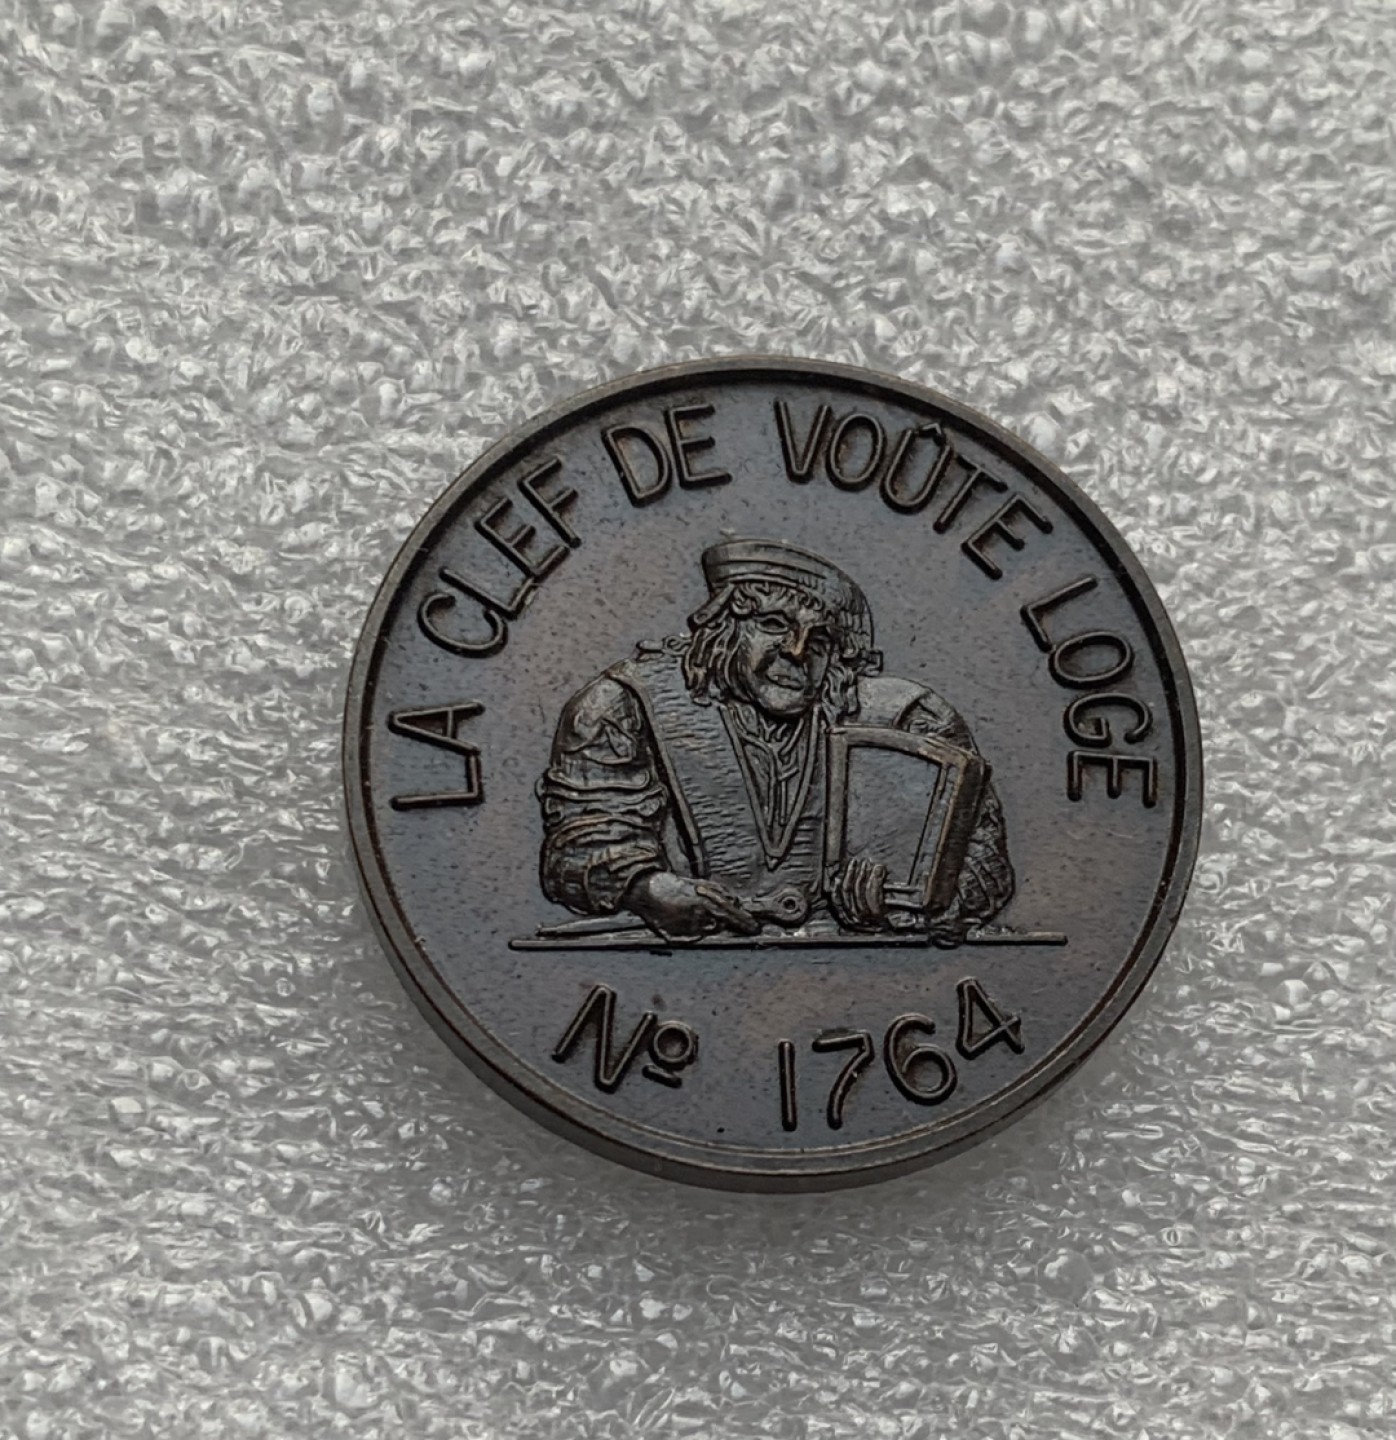 LA CLEF DE VOÛTE LOGE
Nº 1764